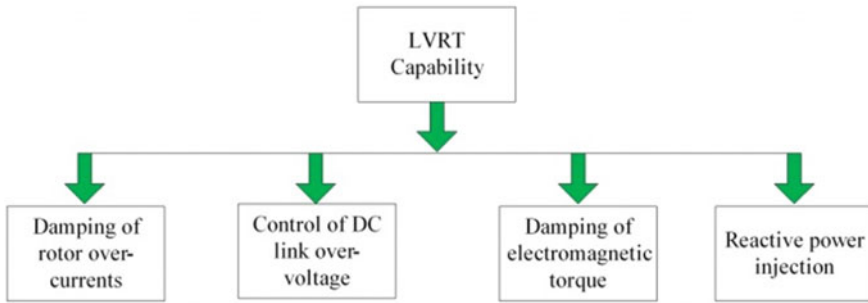 LVRT
Capability
Damping of
rotor over-
currents
Control of DC
link over-
voltage
Damping of
electromagnetic
torque
Reactive power
injection